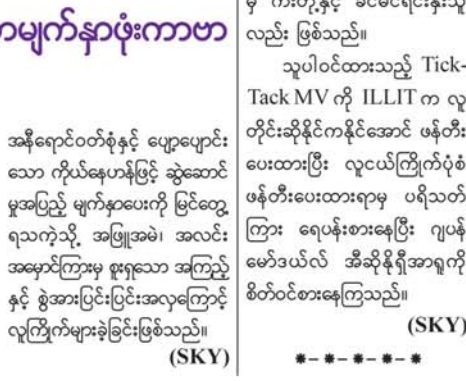 မျက်နှာဖုံးကာဗာ
အနီရောင်ဝတ်စုံနှင့် ပျော့ပျောင်း
သော ကိုယ်နေဟန်ဖြင့် ဆွဲဆောင်
မှုအပြည့် မျက်နှာပေးကို မြင်တွေ့
ရသကဲ့သို့ အဖြူအမဲ၊ အလင်း
အမှောင်ကြားမှ စူးရှသော အကြည့်
နှင့် စွဲအားပြင်းပြင်းအလှကြောင့်
လူကြိုက်များခဲ့ခြင်းဖြစ်သည်။
(SKY)
လည်း ဖြစ်သည်။
သူပါဝင်ထားသည့် Tick-
Tack MV ကို ILLIT က လူ
တိုင်းဆိုနိုင်ကနိုင်အောင် ဖန်တီး
ပေးထားပြီး လူငယ်ကြိုက်ပုံစံ
ဖန်တီးပေးထားရာမှ ပရိသတ်
ကြား ရေပန်းစားနေပြီး ဂျပန်
မော်ဒယ်လ် အီဆိုနိုရီအာရူကို
စိတ်ဝင်စားနေကြသည်။
(SKY)
*-*-*-*-*